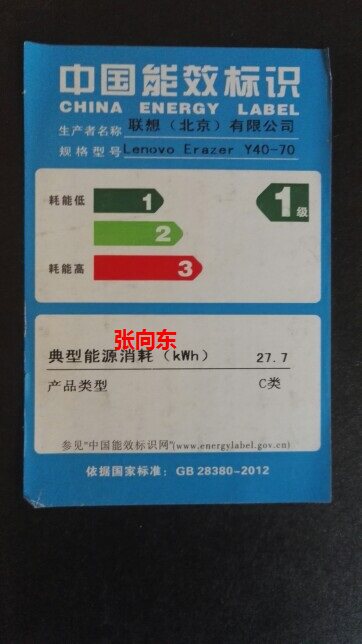 中国能效标识
CHINA ENERGY LABEL
生产者名称 联想（北京）有限公司
规格型号 Lenovo Erazer Y40-70
耗能低 1 1级
2
耗能高 3
张向东
典型能源消耗（kWh） 27.7
产品类型 C类
参见“中国能效标识网”(www.energylabel.gov.cn)
依据国家标准：GB 28380-2012